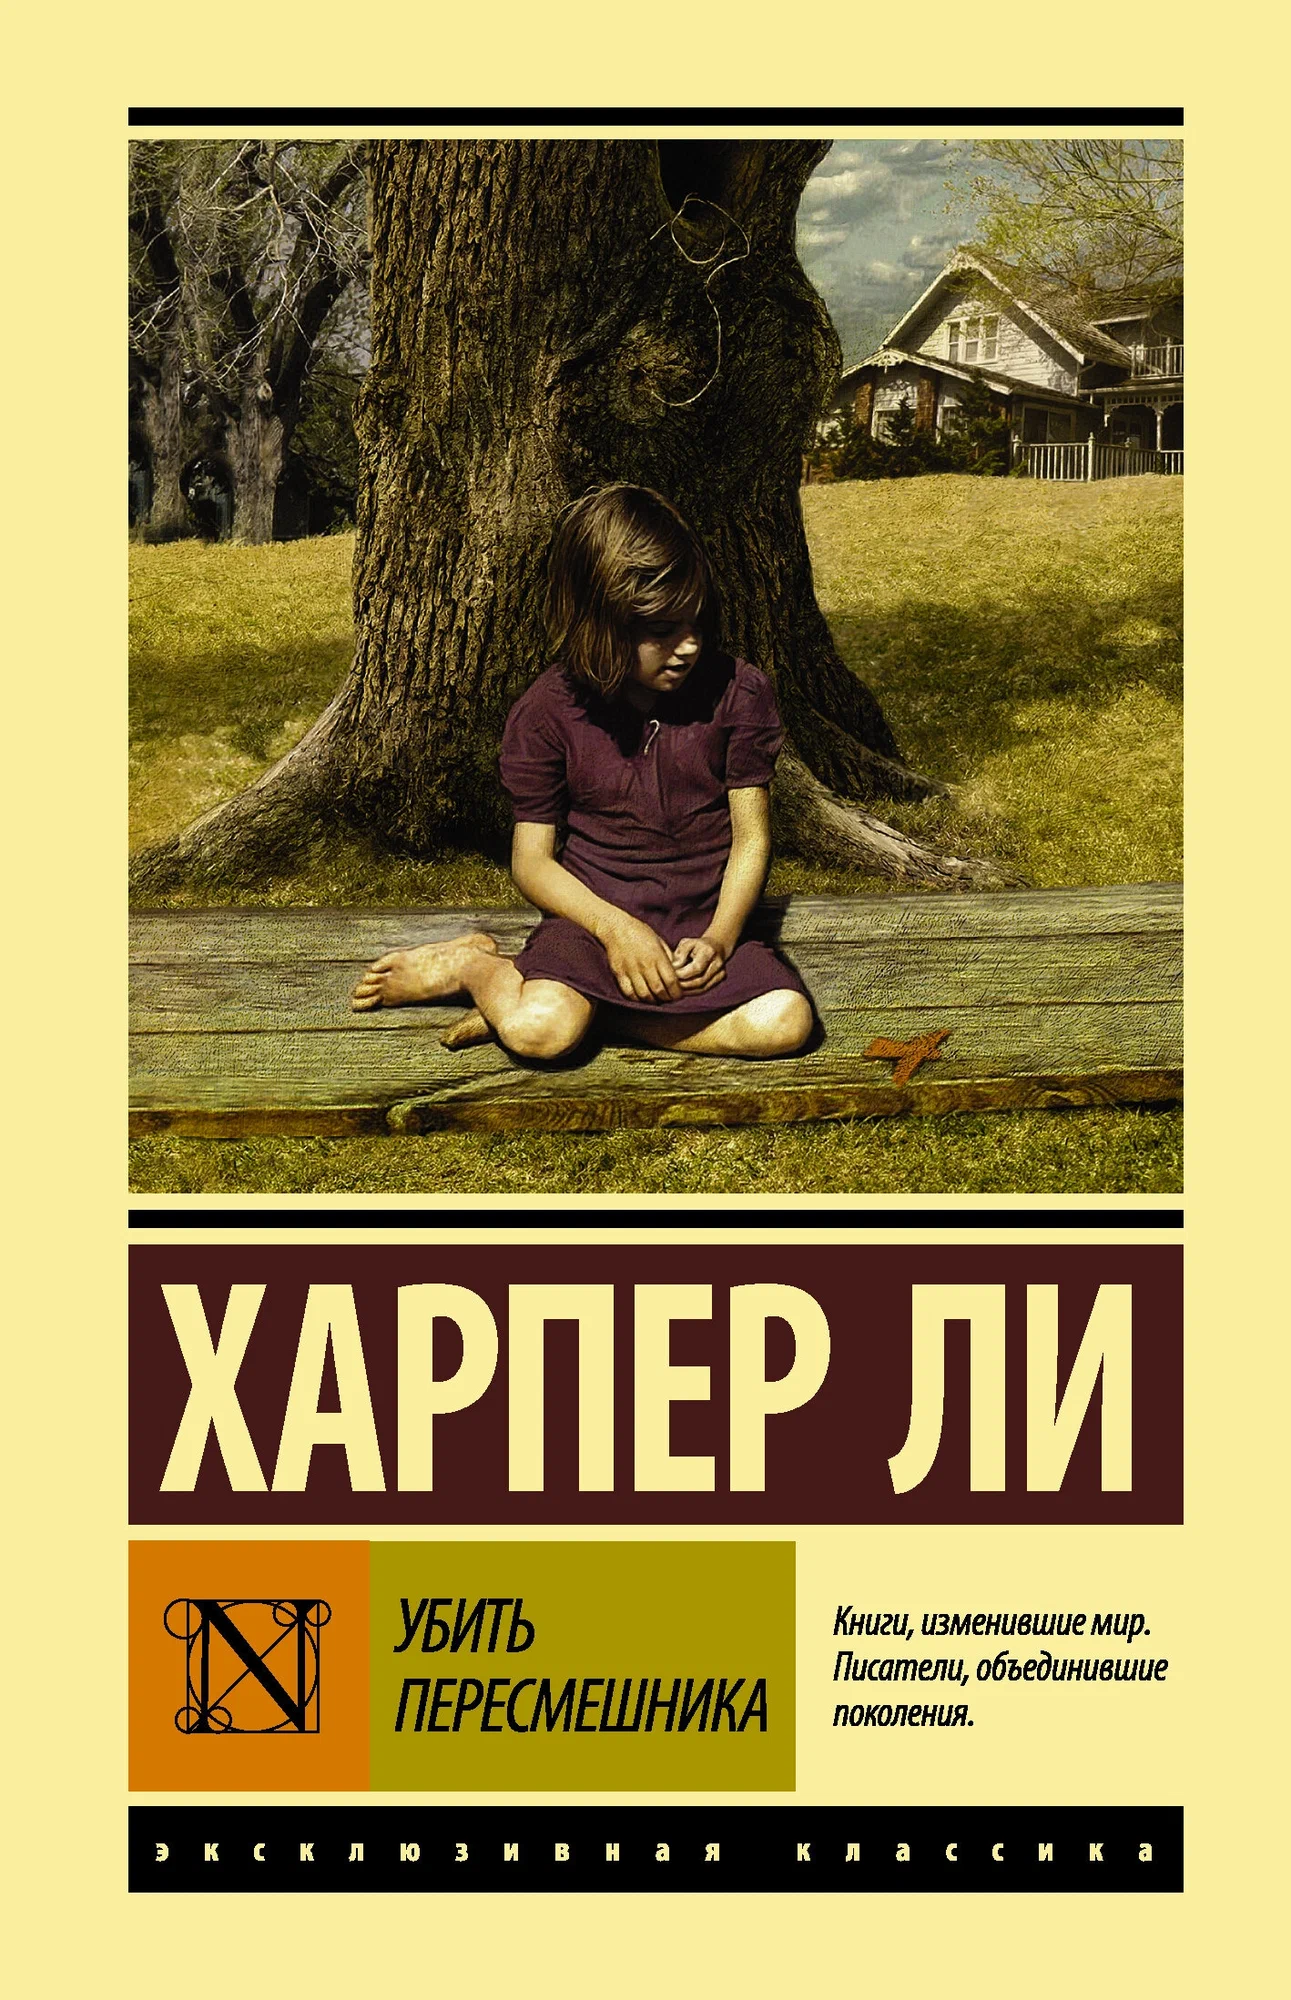 ХАРПЕР ЛИ
N
УБИТЬ
ПЕРЕСМЕШНИКА
Книги, изменившие мир.
Писатели, объединившие
поколения.
эксклюзивная классика